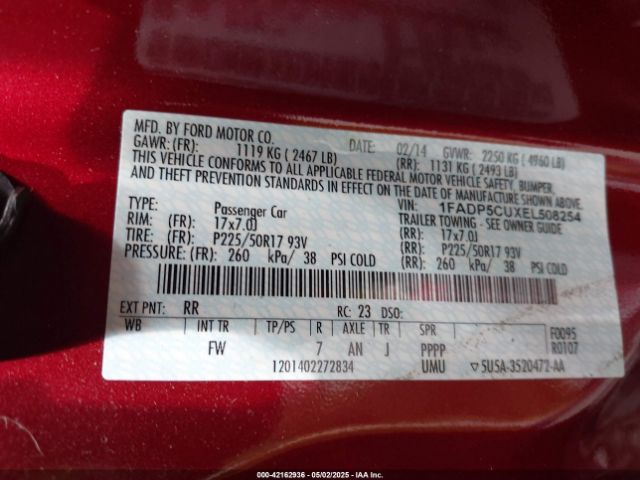 MFD. BY FORD MOTOR CO. DATE: 02/14 GVWR: 2250 KG ( 4960 LB)
GAWR: (FR): 1119 KG ( 2467 LB) (RR): 1131 KG ( 2493 LB)
THIS VEHICLE CONFORMS TO ALL APPLICABLE FEDERAL MOTOR VEHICLE SAFETY, BUMPER,
AND THEFT PREVENTION STANDARDS IN EFFECT ON THE DATE OF MANUFACTURE SHOWN ABOVE.
VIN: 1FADP5CUXEL508254
TYPE: Passenger Car TRAILER TOWING - SEE OWNER GUIDE
RIM: (FR): 17x7.0J (RR): 17x7.0J
TIRE: (FR): P225/50R17 93V (RR): P225/50R17 93V
PRESSURE: (FR): 260 kPa/ 38 PSI COLD (RR): 260 kPa/ 38 PSI COLD
EXT PNT: RR RC: 23 DSO:
WB INT TR TP/PS R AXLE TR SPR F0095
FW 7 AN J PPPP R0107
1201402272834 UMU ▽5U5A-3520472-AA
000-42162936 - 05/02/2025 - IAA Inc.